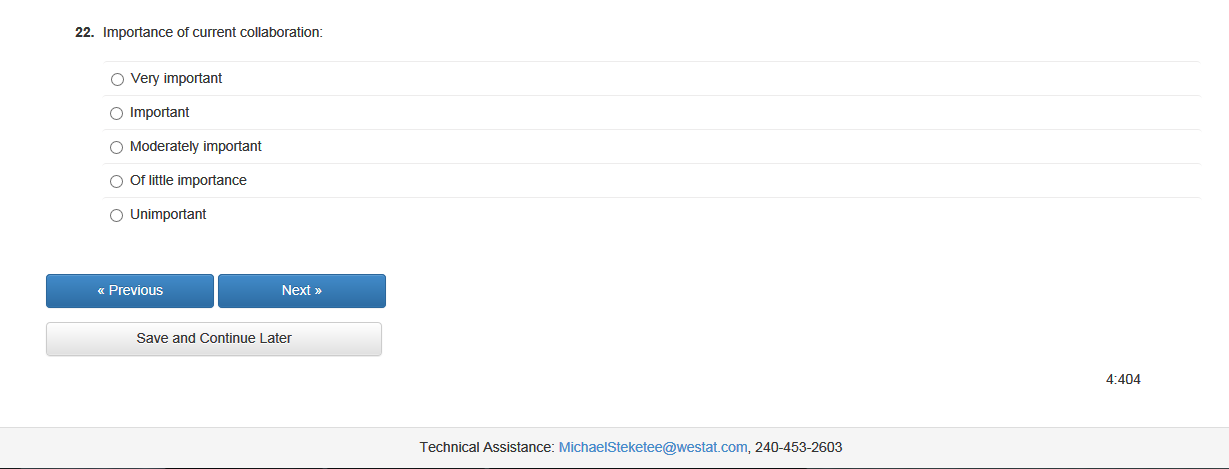 22. Importance of current collaboration:
Very important
Important
Moderately important
Of little importance
Unimportant
« Previous
Next »
Save and Continue Later
4:404
Technical Assistance: MichaelSteketee@westat.com, 240-453-2603